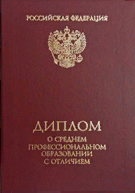 РОССИЙСКАЯ ФЕДЕРАЦИЯ
ДИПЛОМ
О СРЕДНЕМ
ПРОФЕССИОНАЛЬНОМ
ОБРАЗОВАНИИ
С ОТЛИЧИЕМ